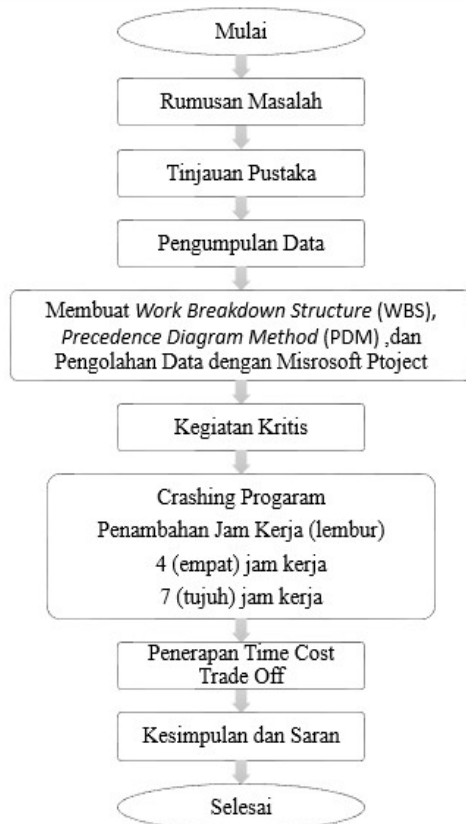 Mulai
Rumusan Masalah
Tinjauan Pustaka
Pengumpulan Data
Membuat Work Breakdown Structure (WBS),
Precedence Diagram Method (PDM) ,dan
Pengolahan Data dengan Misrosoft Ptoject
Kegiatan Kritis
Crashing Progaram
Penambahan Jam Kerja (lembur)
4 (empat) jam kerja
7 (tujuh) jam kerja
Penerapan Time Cost
Trade Off
Kesimpulan dan Saran
Selesai